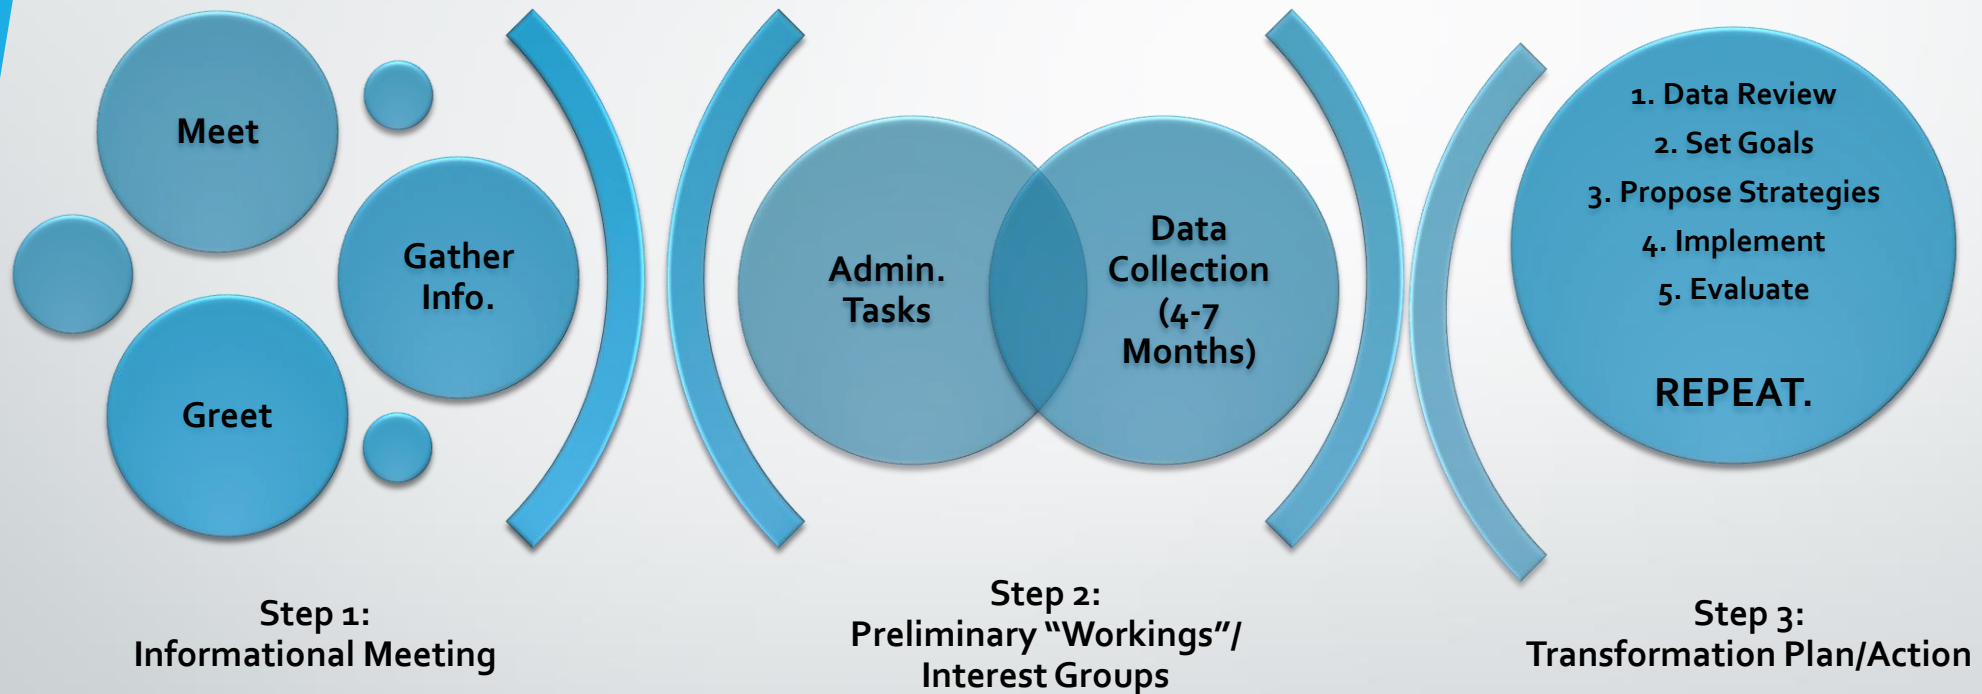 Meet
Gather
Info.
Greet
Step 1:
Informational Meeting
Admin.
Tasks
Data
Collection
(4-7
Months)
Step 2:
Preliminary “Workings”/
Interest Groups
1. Data Review
2. Set Goals
3. Propose Strategies
4. Implement
5. Evaluate
REPEAT.
Step 3:
Transformation Plan/Action